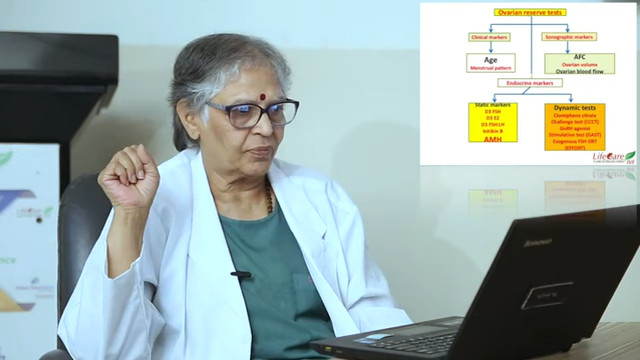 Ovarian reserve tests
Clinical markers
Sonographic markers
Age
Menstrual pattern
AFC
Ovarian volume
Ovarian blood flow
Endocrine markers
Static markers
D3 FSH
D3 E2
D3 FSH:LH
Inhibin B
AMH
Dynamic tests
Clomiphene citrate
Challenge test (CCCT)
GnRH agonist
Stimulation test (GAST)
Exogenous FSH ORT
(EFFORT)
LifeCare
IVF
lenovo